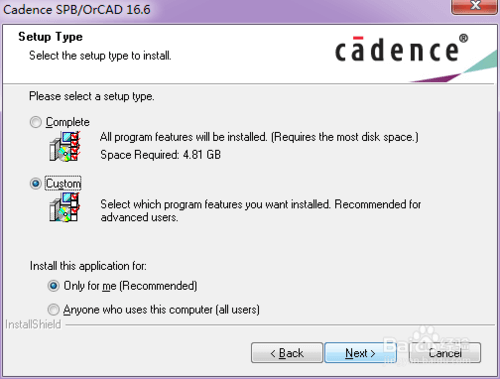 Cadence SPB/OrCAD 16.6
Setup Type
Select the setup type to install.
cādence®
Please select a setup type.
Complete
All program features will be installed. (Requires the most disk space.)
Space Required: 4.81 GB
Custom
Select which program features you want installed. Recommended for
advanced users.
Install this application for:
Only for me (Recommended)
Anyone who uses this computer (all users)
InstallShield
< Back
Next >
Cancel